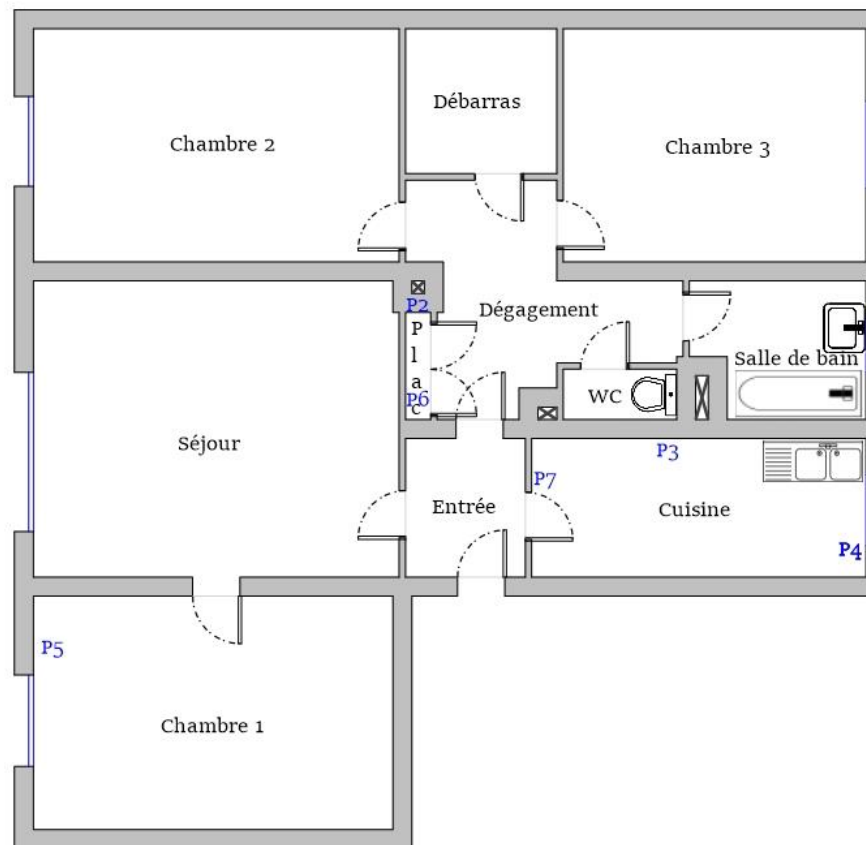 Débarras
Chambre 2
Chambre 3
P2
Dégagement
Plac
P6
Salle de bain
WC
Séjour
P3
P7
Entrée
Cuisine
P4
P5
Chambre 1